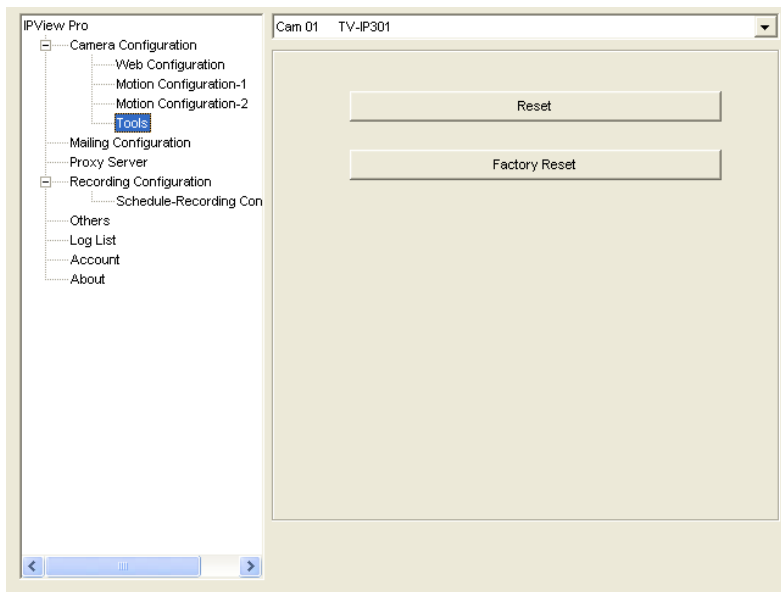 IPView Pro
Camera Configuration
Web Configuration
Motion Configuration-1
Motion Configuration-2
Tools
Mailing Configuration
Proxy Server
Recording Configuration
Schedule-Recording Con
Others
Log List
Account
About
Cam 01 TV-IP301
Reset
Factory Reset